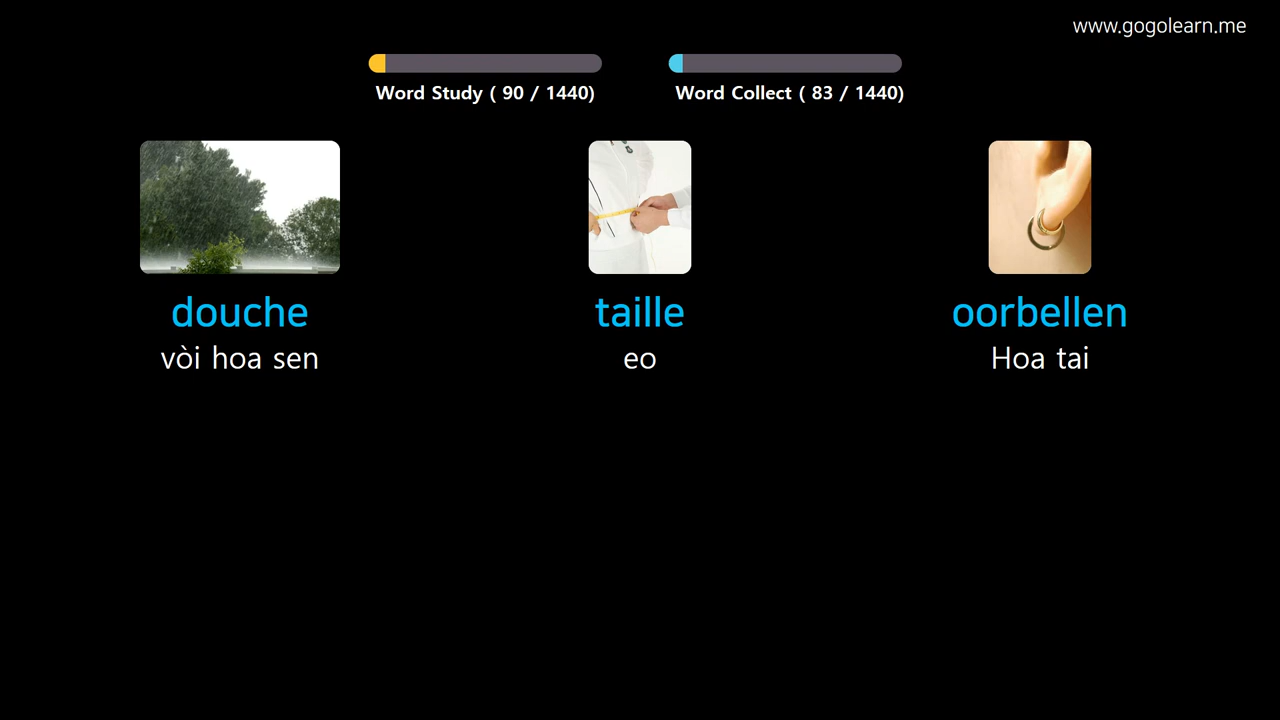 www.gogolearn.me
Word Study ( 90 / 1440)
Word Collect ( 83 / 1440)
douche
vòi hoa sen
taille
eo
oorbellen
Hoa tai